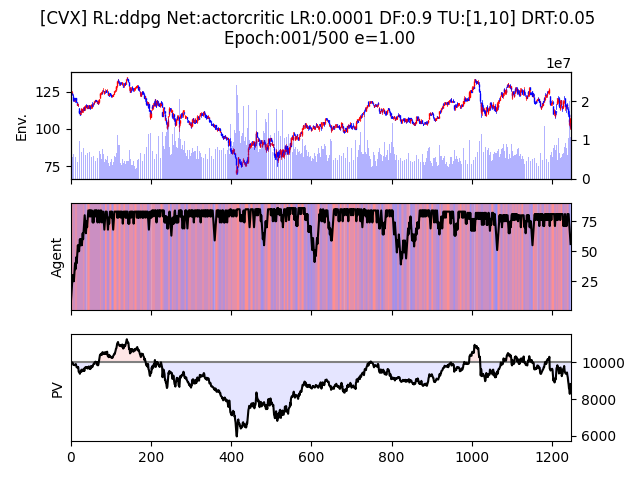 [CVX] RL:ddpg Net:actorcritic LR:0.0001 DF:0.9 TU:[1,10] DRT:0.05
Epoch:001/500 e=1.00
1e7
Env.
125
100
75
2
1
0
Agent
75
50
25
PV
10000
8000
6000
0 200 400 600 800 1000 1200